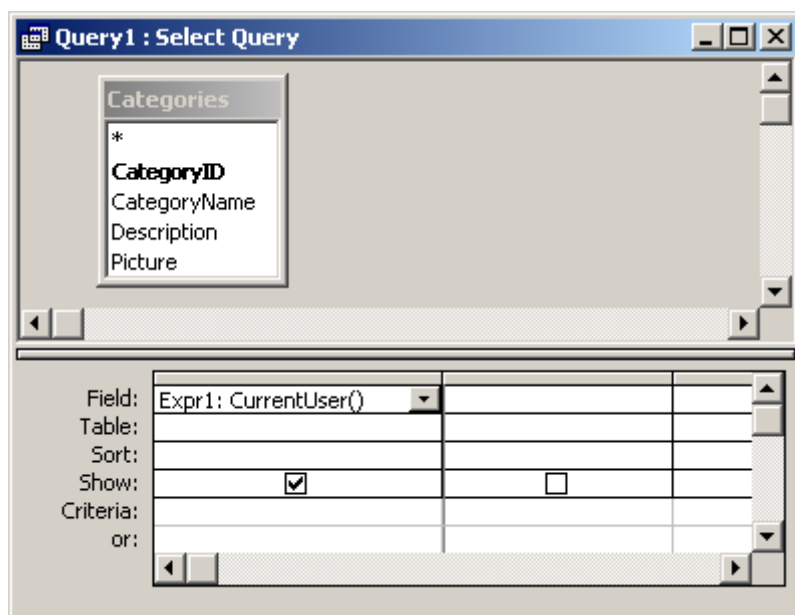 Query1 : Select Query
Categories
*
CategoryID
CategoryName
Description
Picture
Field: Expr1: CurrentUser()
Table:
Sort:
Show:
Criteria:
or: